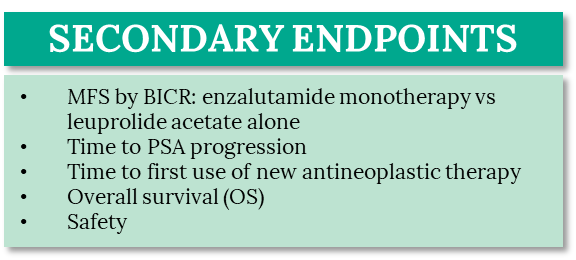 SECONDARY ENDPOINTS
• MFS by BICR: enzalutamide monotherapy vs
leuprolide acetate alone
• Time to PSA progression
• Time to first use of new antineoplastic therapy
• Overall survival (OS)
• Safety